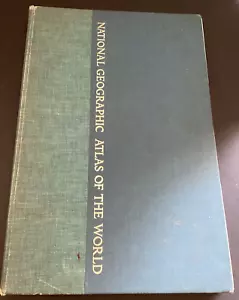 NATIONAL GEOGRAPHIC ATLAS OF THE WORLD